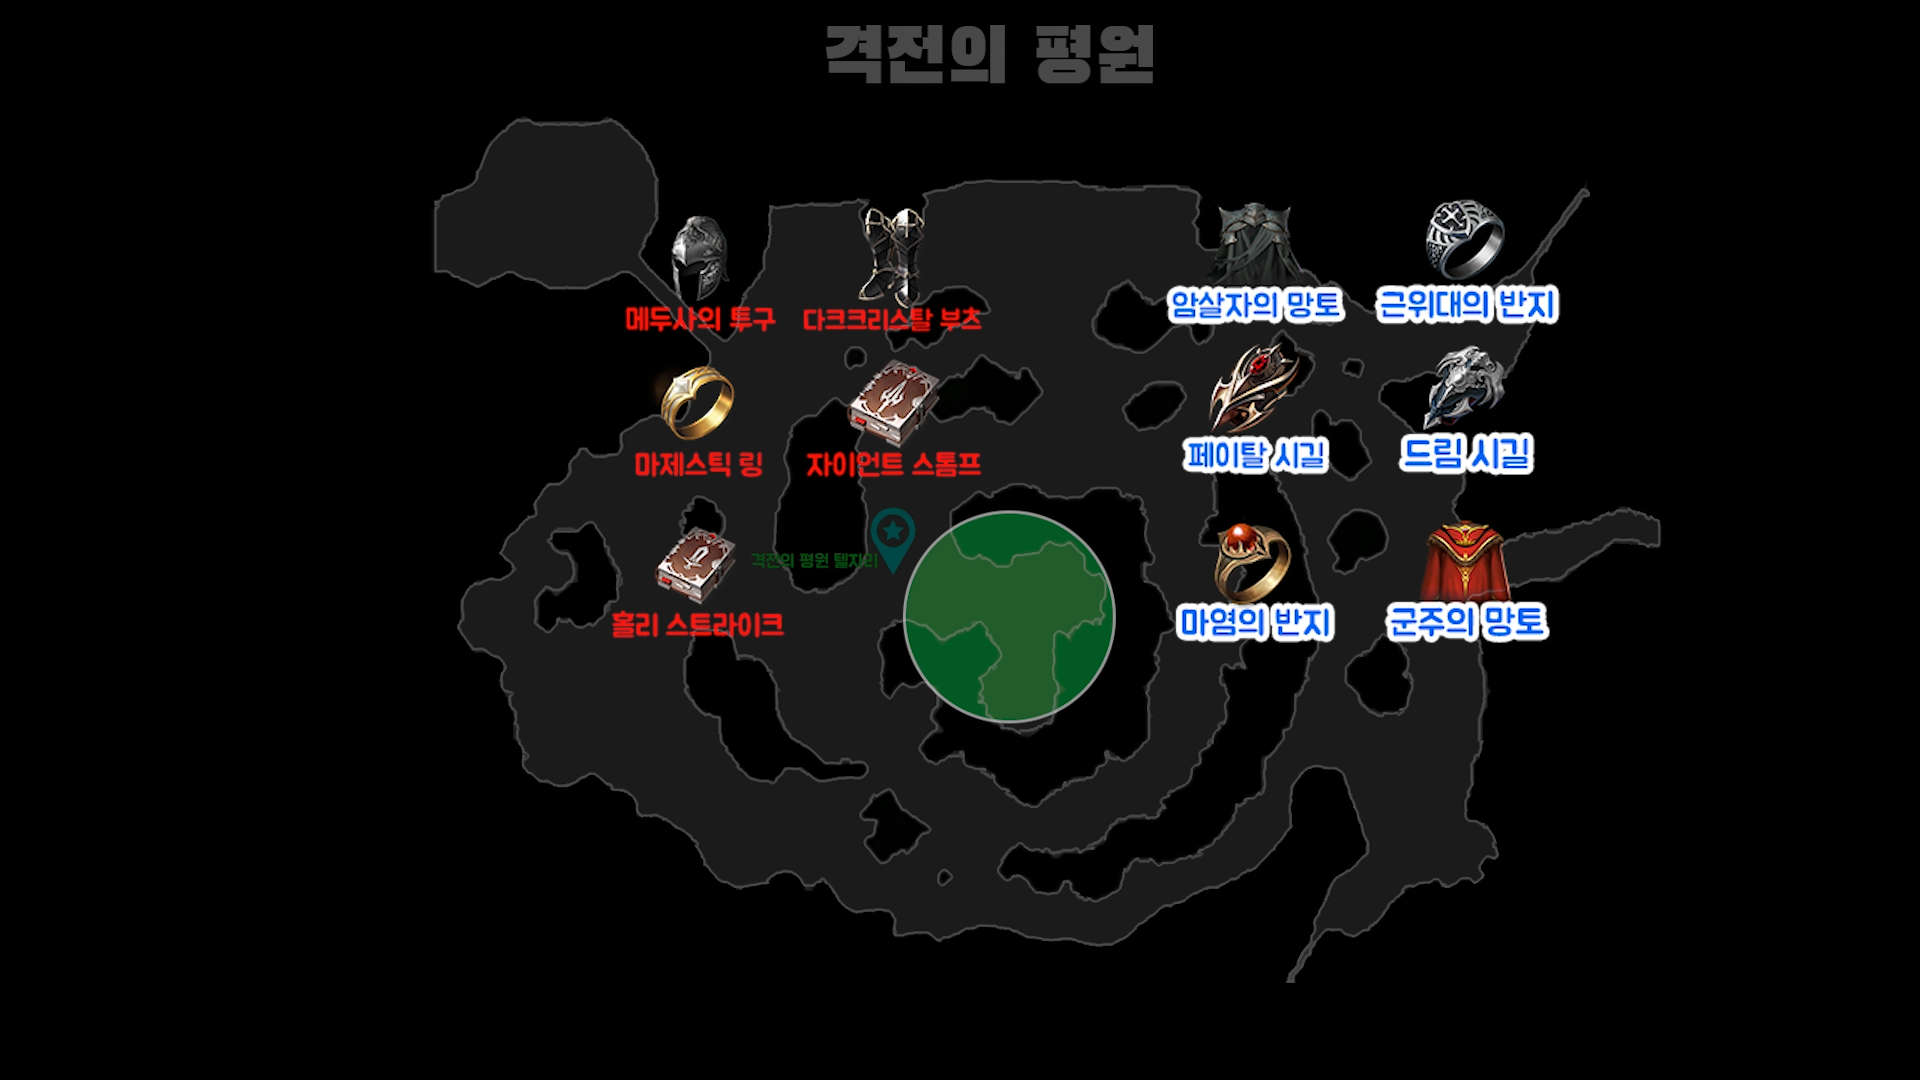 격전의 평원
메두사의 투구
다크크리스탈 부츠
암살자의 망토
근위대의 반지
마제스틱 링
자이언트 스톰프
페이탈 시길
드림 시길
격전의 평원 텔자리
홀리 스트라이크
마염의 반지
군주의 망토